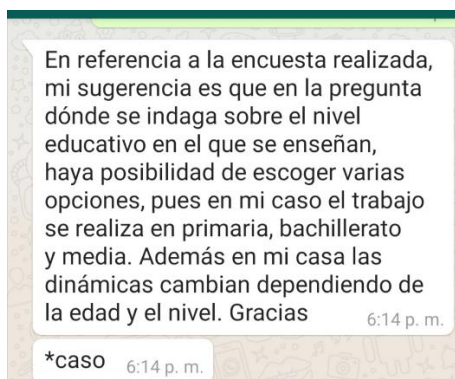 En referencia a la encuesta realizada,
mi sugerencia es que en la pregunta
dónde se indaga sobre el nivel
educativo en el que se enseñan,
haya posibilidad de escoger varias
opciones, pues en mi caso el trabajo
se realiza en primaria, bachillerato
y media. Además en mi casa las
dinámicas cambian dependiendo de
la edad y el nivel. Gracias 6:14 p. m.
*caso 6:14 p. m.